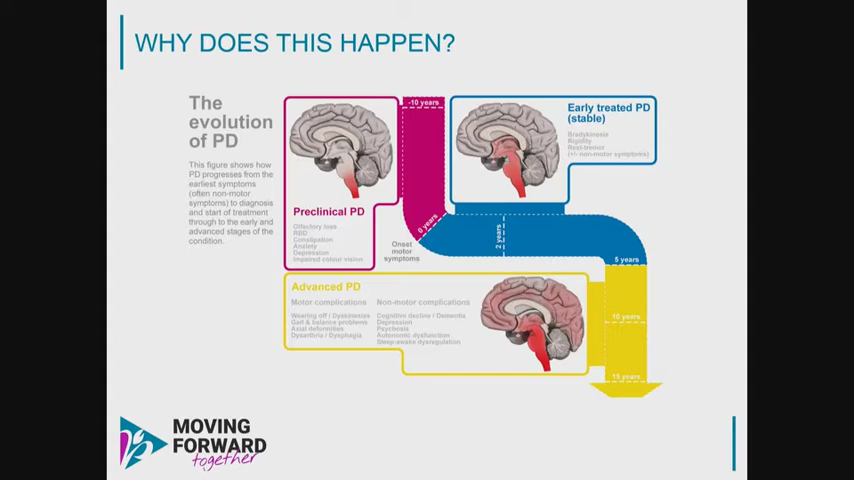 WHY DOES THIS HAPPEN?
The
evolution
of PD
This figure shows how
PD progresses from the
earliest symptoms
(often non-motor
symptoms) to diagnosis
and start of treatment
through to the early and
advanced stages of the
condition.
Preclinical PD
Olfactory loss
RBD
Constipation
Anxiety
Depression
Impaired colour vision
-10 years
0 years
Onset
motor
symptoms
Early treated PD
(stable)
Bradykinesia
Rigidity
Rest-tremor
(+/- non-motor symptoms)
2 years
5 years
10 years
15 years
Advanced PD
Motor complications
Wearing off / Dyskinesias
Gait & balance problems
Axial deformities
Dysarthria / Dysphagia
Non-motor complications
Cognitive decline / Dementia
Depression
Psychosis
Autonomic dysfunction
Sleep-wake dysregulation
MOVING
FORWARD
together